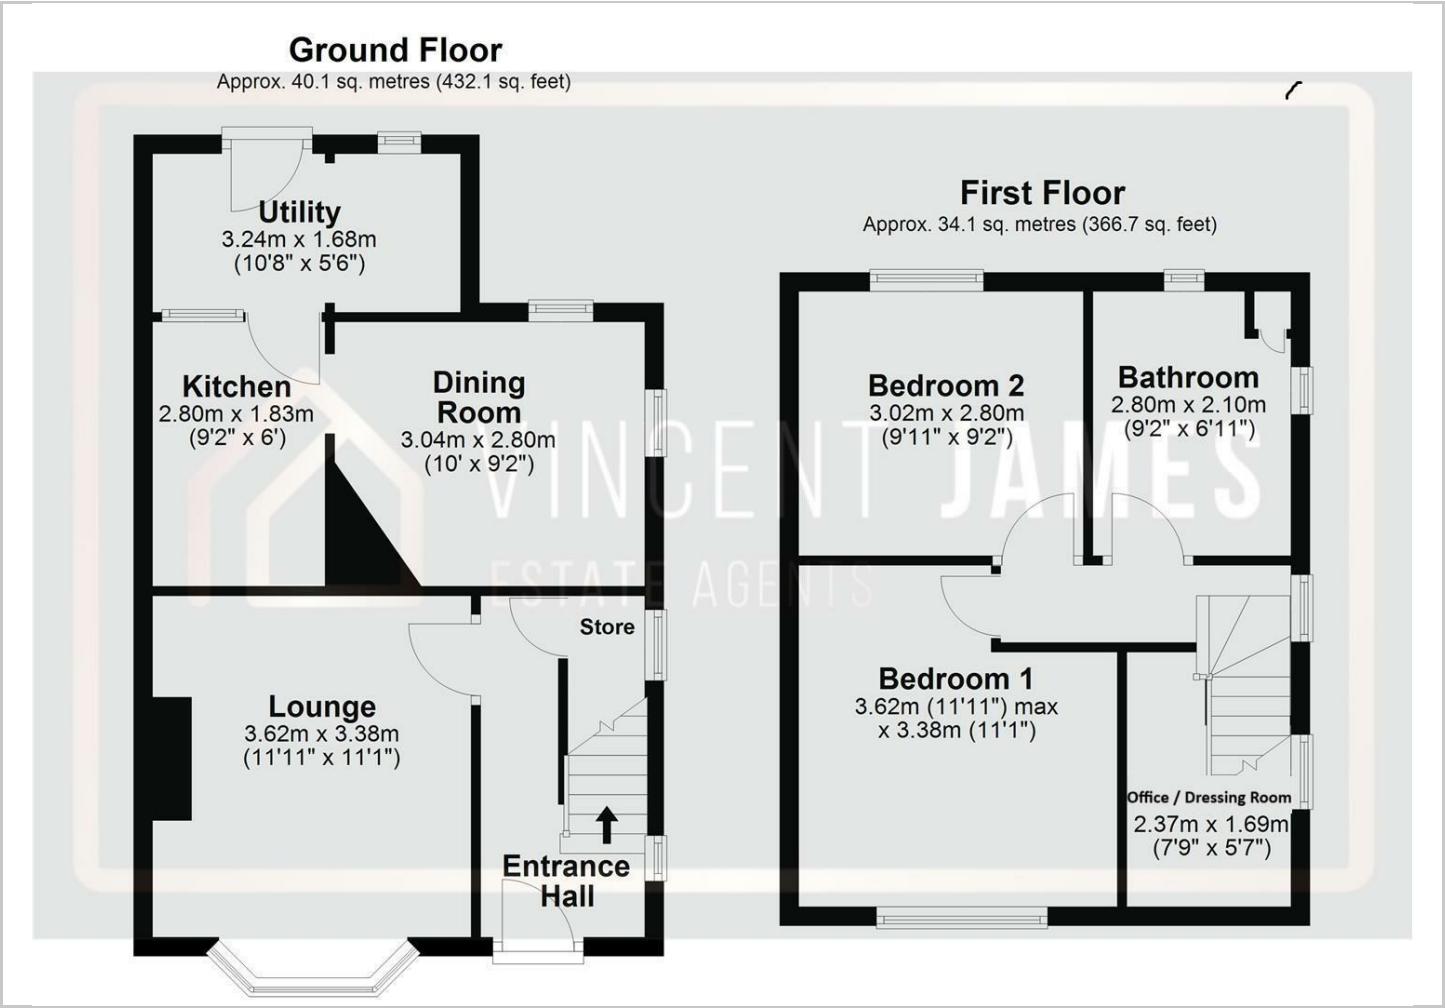 Ground Floor
Approx. 40.1 sq. metres (432.1 sq. feet)
Utility
3.24m x 1.68m
(10'8" x 5'6")
Kitchen
2.80m x 1.83m
(9'2" x 6')
Dining
Room
3.04m x 2.80m
(10' x 9'2")
Store
Lounge
3.62m x 3.38m
(11'11" x 11'1")
Entrance
Hall
First Floor
Approx. 34.1 sq. metres (366.7 sq. feet)
Bedroom 2
3.02m x 2.80m
(9'11" x 9'2")
Bathroom
2.80m x 2.10m
(9'2" x 6'11")
Bedroom 1
3.62m (11'11") max
x 3.38m (11'1")
Office / Dressing Room
2.37m x 1.69m
(7'9" x 5'7")
VINCENT JAMES
ESTATE AGENTS